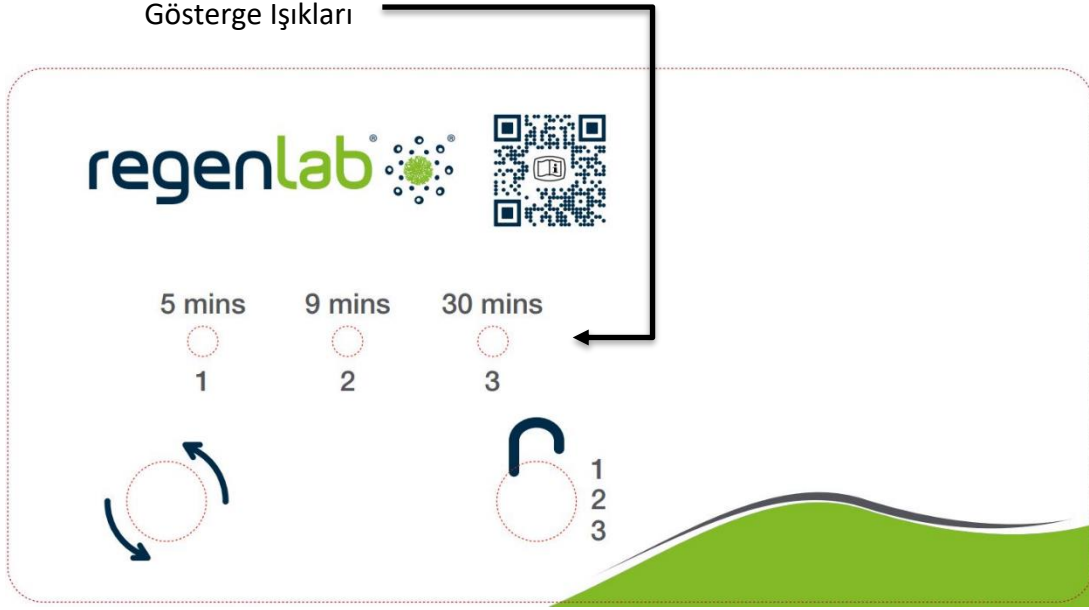 Gösterge Işıkları
regenlab® ®
5 mins 9 mins 30 mins
1 2 3
1
2
3